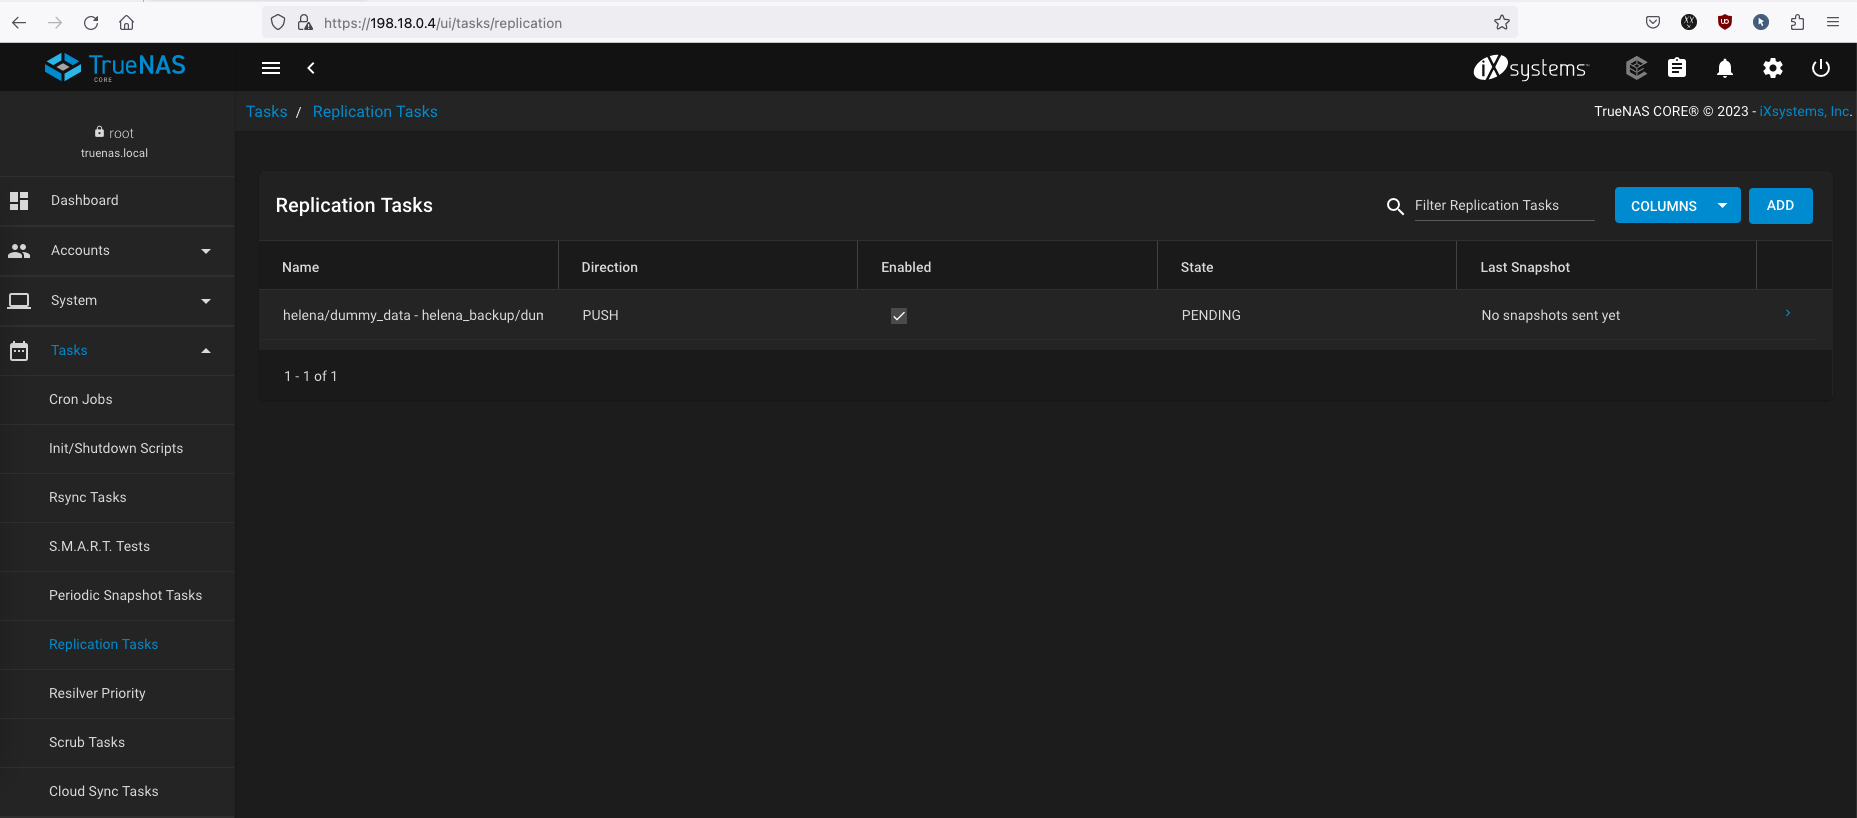 https://198.18.0.4/ui/tasks/replication
TrueNAS
CORE
iXsystems™
Tasks / Replication Tasks
TrueNAS CORE® © 2023 - iXsystems, Inc.
root
truenas.local
Dashboard
Accounts
System
Tasks
Cron Jobs
Init/Shutdown Scripts
Rsync Tasks
S.M.A.R.T. Tests
Periodic Snapshot Tasks
Replication Tasks
Resilver Priority
Scrub Tasks
Cloud Sync Tasks
Replication Tasks
Filter Replication Tasks
COLUMNS
ADD
Name Direction Enabled State Last Snapshot
helena/dummy_data - helena_backup/dun PUSH PENDING No snapshots sent yet
1 - 1 of 1